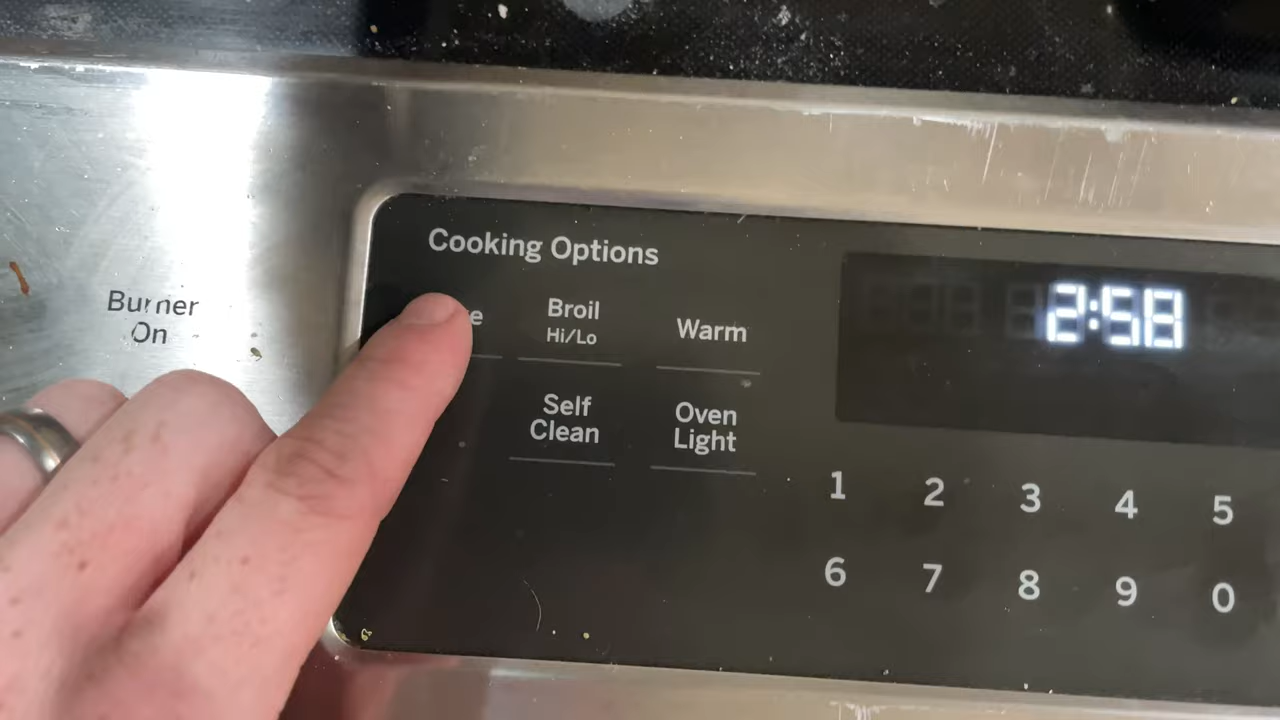 Cooking Options
Burner
On
Broil
Hi/Lo
Warm
Self
Clean
Oven
Light
2:58
1 2 3 4 5
6 7 8 9 0